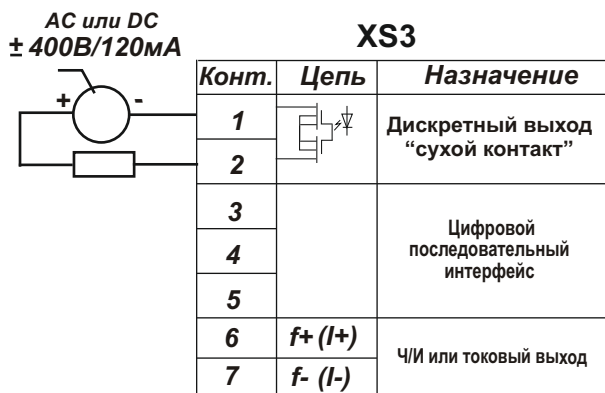 AC или DC
± 400В/120мА
XS3
Конт. Цепь Назначение
+ -
1
2
Дискретный выход
“сухой контакт”
3
4
5
Цифровой
последовательный
интерфейс
6 f+ (I+)
7 f- (I-)
Ч/И или токовый выход